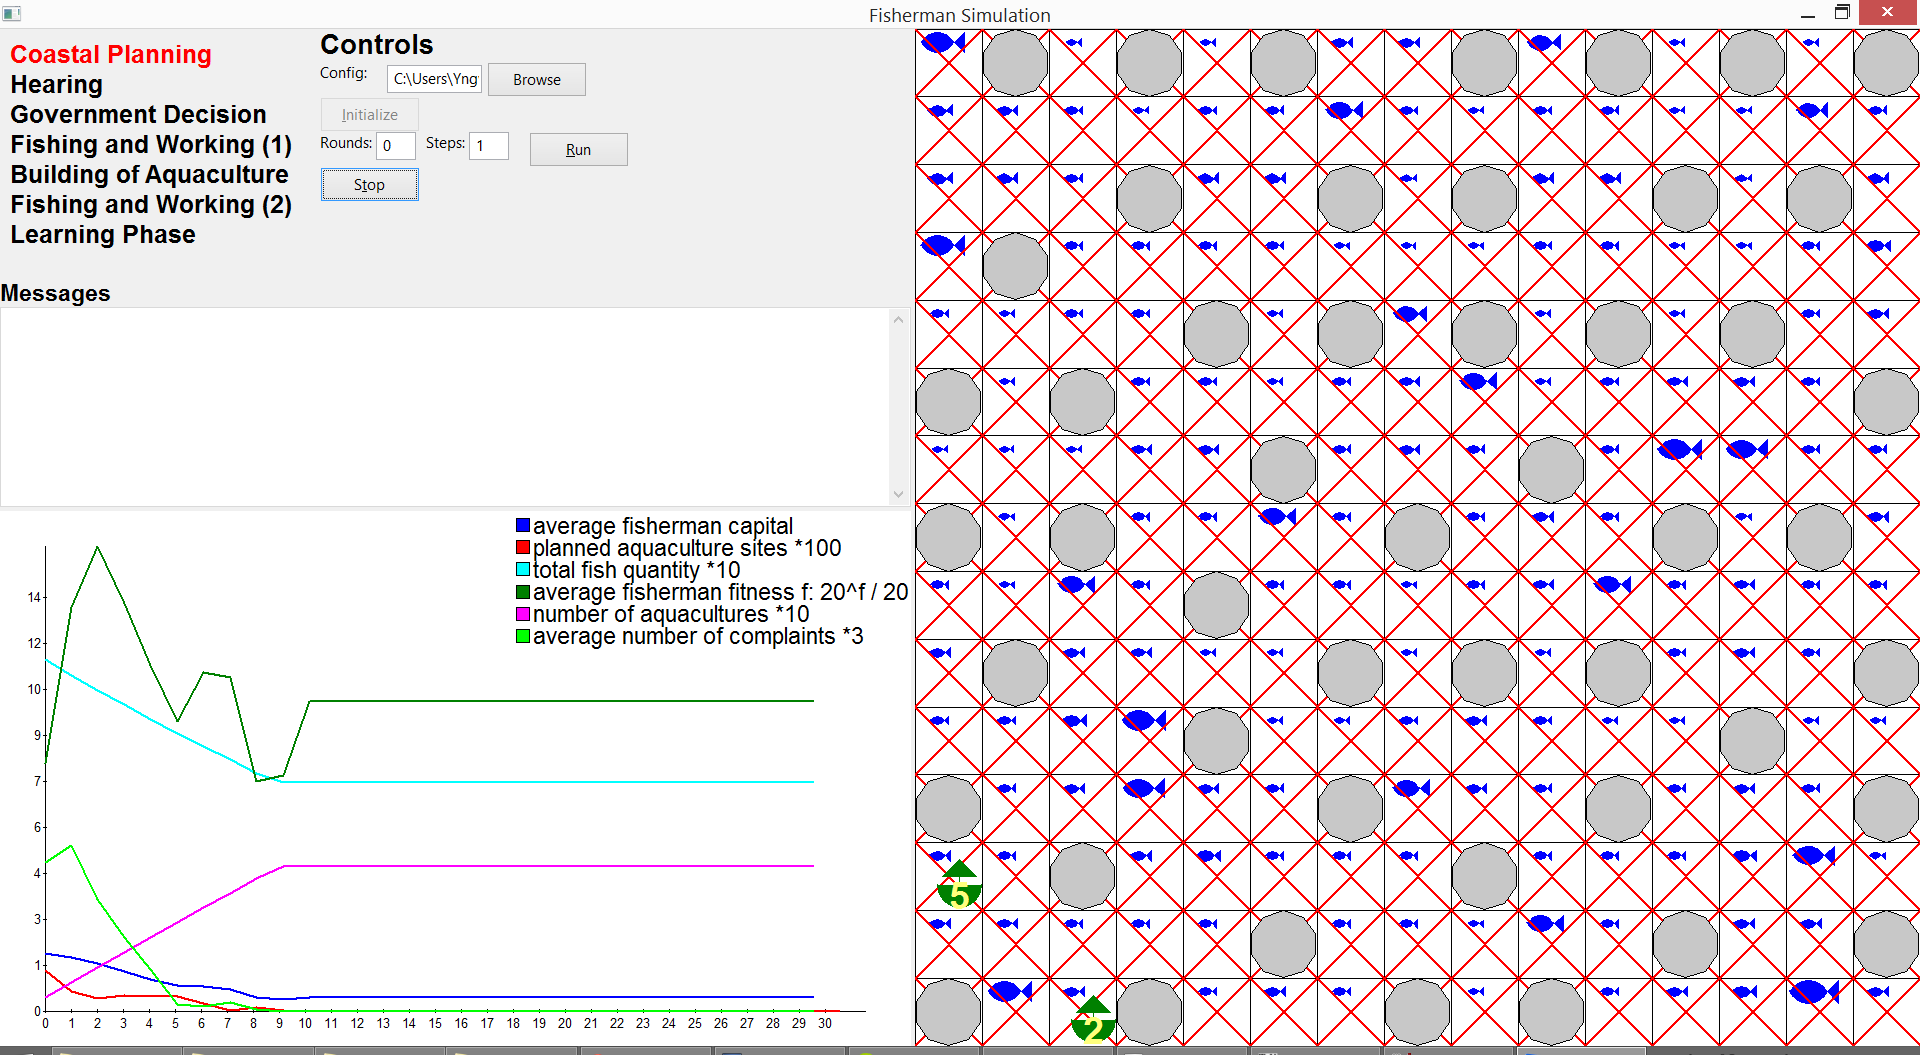 Fisherman Simulation
Coastal Planning
Hearing
Government Decision
Fishing and Working (1)
Building of Aquaculture
Fishing and Working (2)
Learning Phase
Controls
Config: C:\Users\Yng Browse
Initialize
Rounds: 0 Steps: 1 Run
Stop
Messages
average fisherman capital
planned aquaculture sites *100
total fish quantity *10
average fisherman fitness f: 20^f / 20
number of aquacultures *10
average number of complaints *3
14
12
10
9
7
6
4
3
1
0
0 1 2 3 4 5 6 7 8 9 10 11 12 13 14 15 16 17 18 19 20 21 22 23 24 25 26 27 28 29 30
5
2